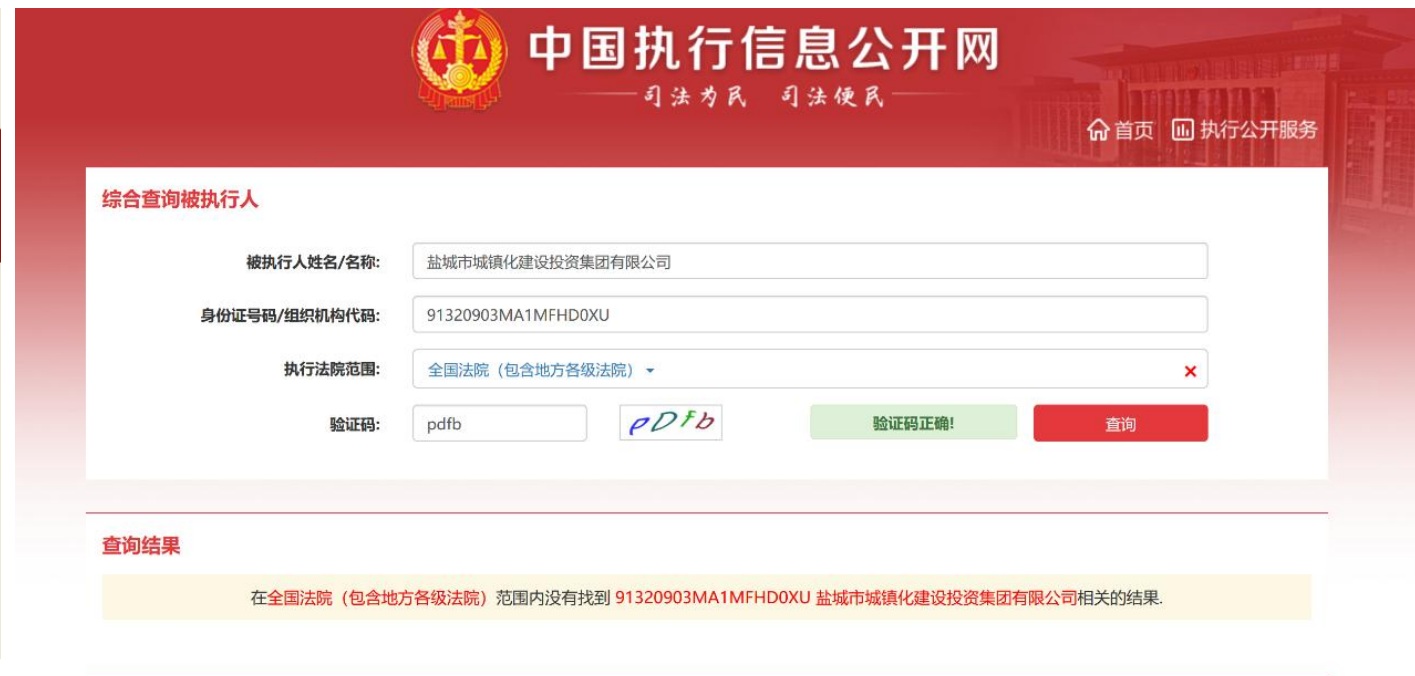 中国执行信息公开网
司法为民 司法便民
首页 执行公开服务
综合查询被执行人
被执行人姓名/名称: 盐城市城镇化建设投资集团有限公司
身份证号码/组织机构代码: 91320903MA1MFHD0XU
执行法院范围: 全国法院（包含地方各级法院）
验证码: pdfb pDfb 验证码正确! 查询
查询结果
在全国法院（包含地方各级法院）范围内没有找到 91320903MA1MFHD0XU 盐城市城镇化建设投资集团有限公司相关的结果.